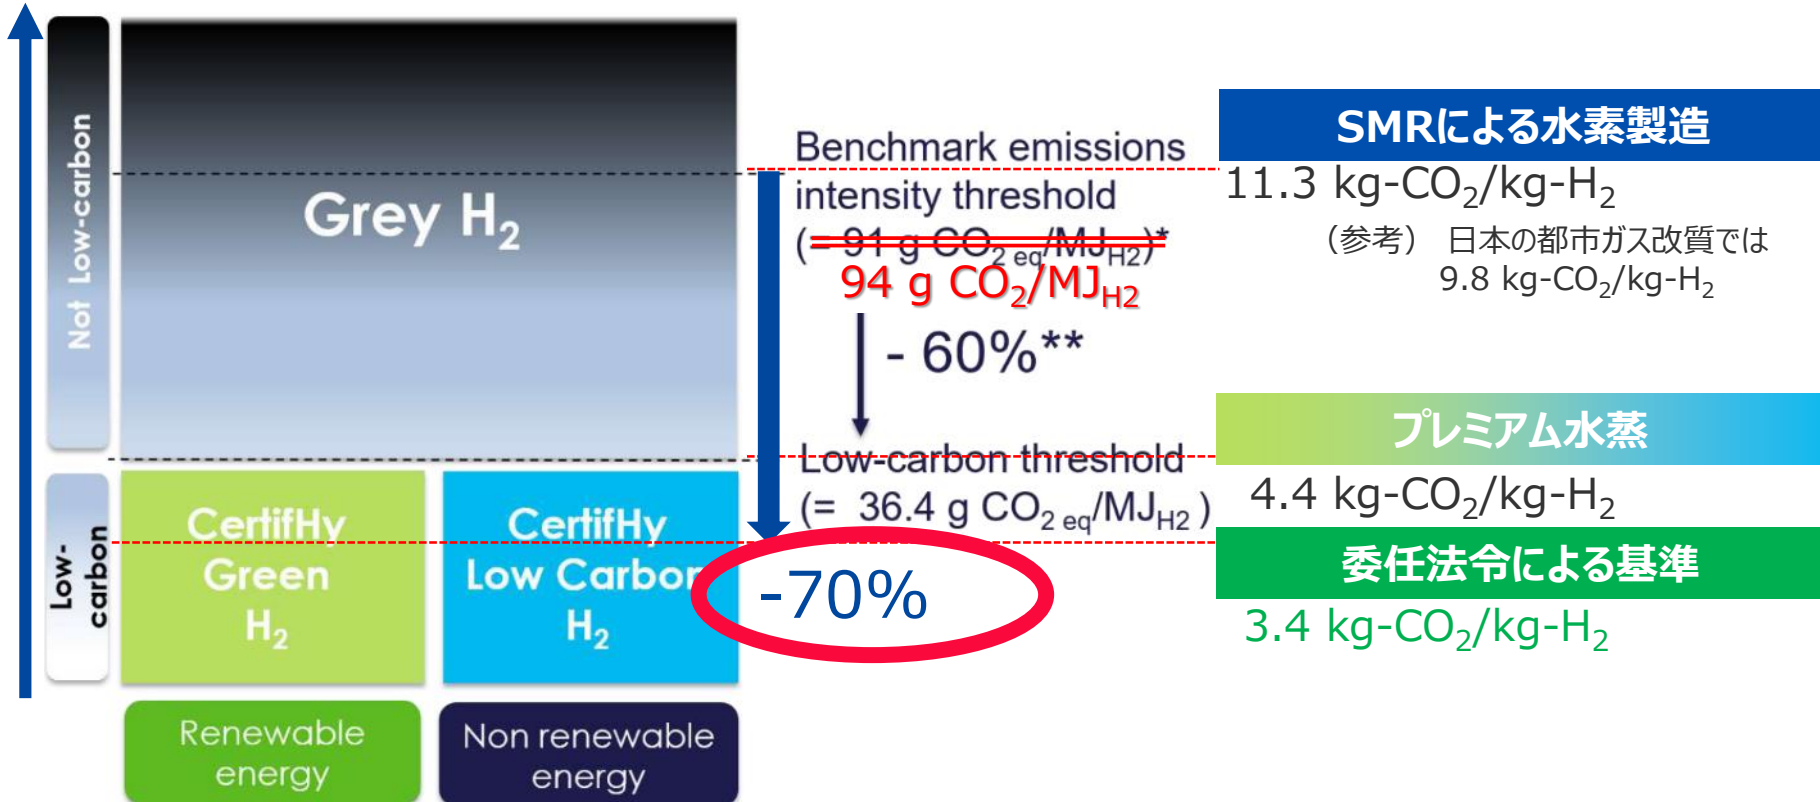 Not Low-carbon
Grey H2
Benchmark emissions
intensity threshold
(= 91 g CO2 eq/MJH2)*
94 g CO2/MJH2
- 60%**
Low-carbon threshold
(= 36.4 g CO2 eq/MJH2 )
-70%
SMRによる水素製造
11.3 kg-CO2/kg-H2
（参考） 日本の都市ガス改質では
9.8 kg-CO2/kg-H2
プレミアム水蒸
4.4 kg-CO2/kg-H2
委任法令による基準
3.4 kg-CO2/kg-H2
Low-
carbon
CertifHy
Green
H2
CertifHy
Low Carbon
H2
Renewable
energy
Non renewable
energy